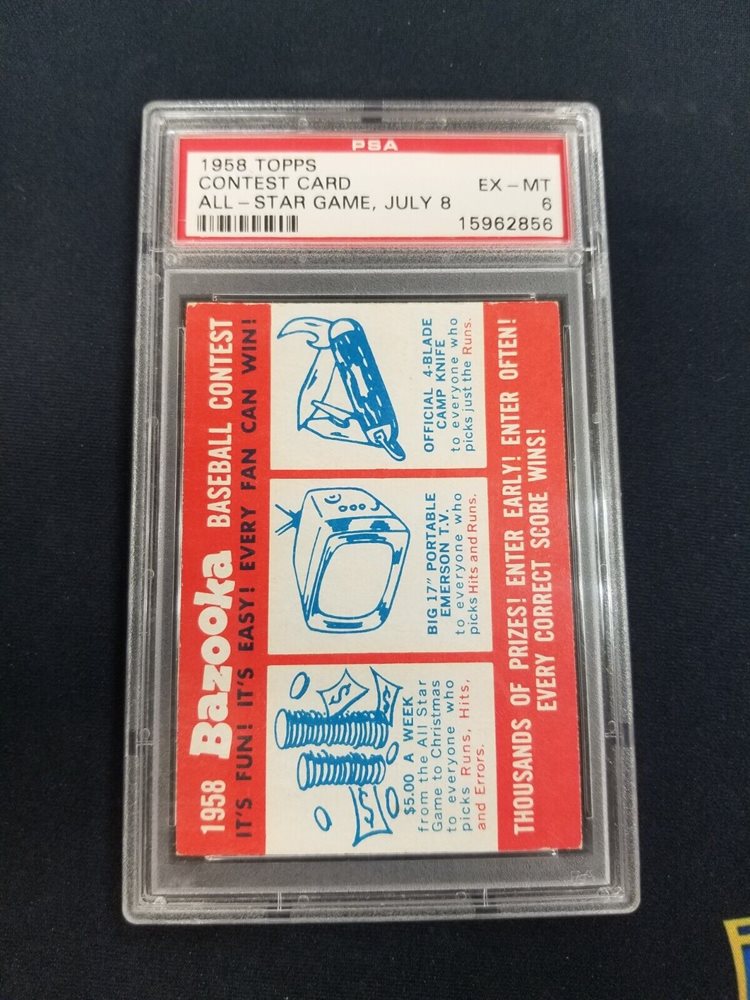 PSA
1958 TOPPS
CONTEST CARD EX-MT
ALL-STAR GAME, JULY 8 6
15962856
1958 Bazooka BASEBALL CONTEST
IT'S FUN! IT'S EASY! EVERY FAN CAN WIN!
$5.00 A WEEK
from the All Star
Game to Christmas
to everyone who
picks Runs, Hits,
and Errors.
BIG 17" PORTABLE
EMERSON T.V.
to everyone who
picks Hits and Runs.
OFFICIAL 4-BLADE
CAMP KNIFE
to everyone who
picks just the Runs.
THOUSANDS OF PRIZES! ENTER EARLY! ENTER OFTEN!
EVERY CORRECT SCORE WINS!